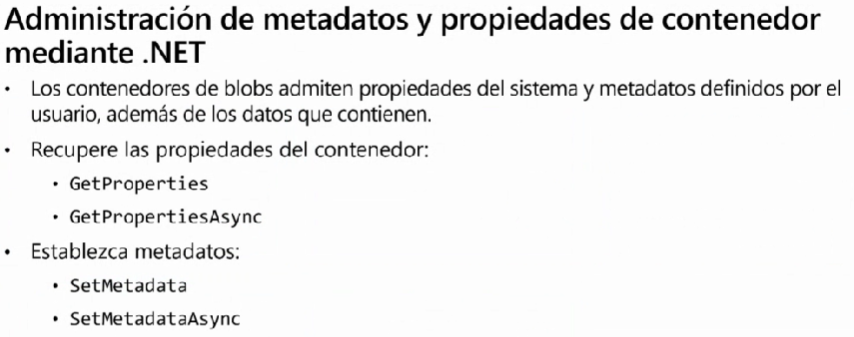 Administración de metadatos y propiedades de contenedor
mediante .NET
• Los contenedores de blobs admiten propiedades del sistema y metadatos definidos por el
usuario, además de los datos que contienen.
• Recupere las propiedades del contenedor:
• GetProperties
• GetPropertiesAsync
• Establezca metadatos:
• SetMetadata
• SetMetadataAsync